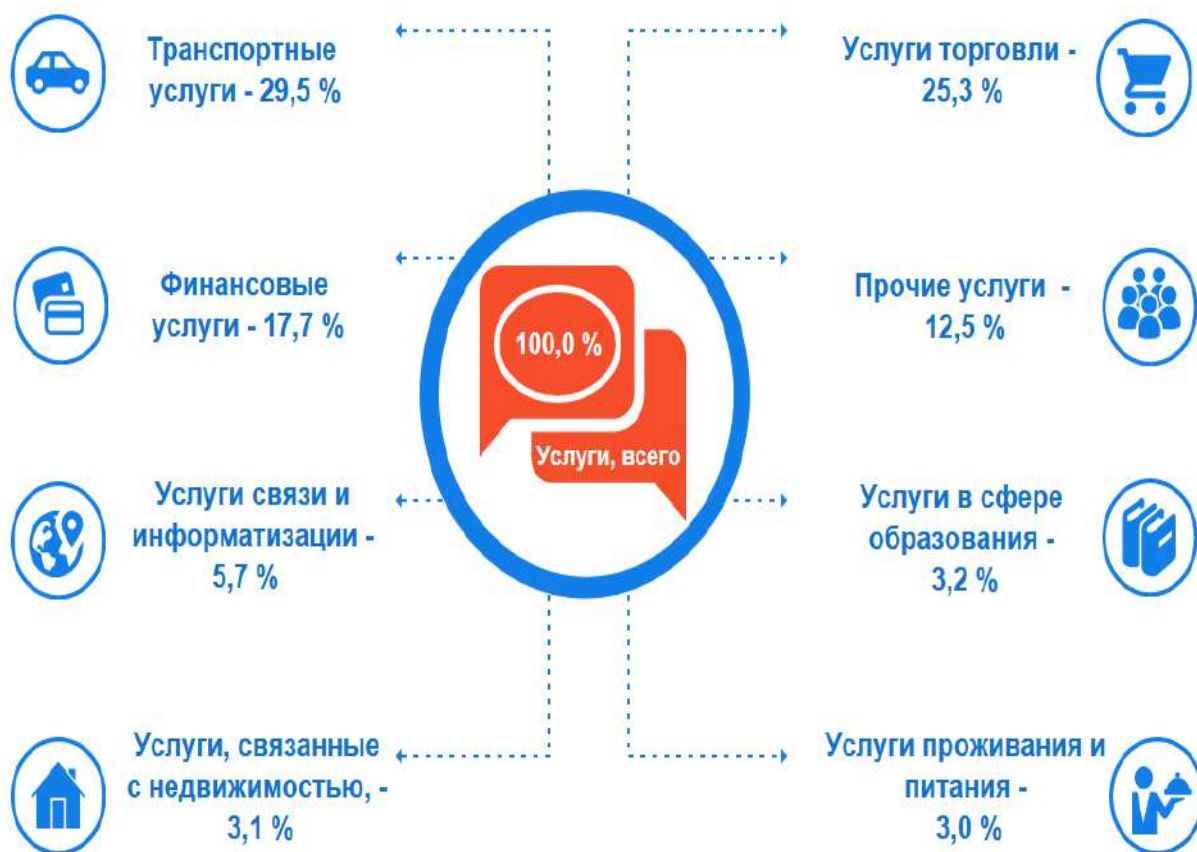 Транспортные
услуги - 29,5 %
Услуги торговли -
25,3 %
Финансовые
услуги - 17,7 %
Прочие услуги -
12,5 %
100,0 %
Услуги, всего
Услуги связи и
информатизации -
5,7 %
Услуги в сфере
образования -
3,2 %
Услуги, связанные
с недвижимостью, -
3,1 %
Услуги проживания и
питания -
3,0 %